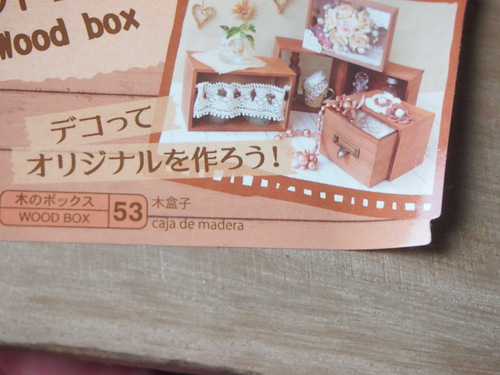 Wood box
デコって
オリジナルを作ろう!
木のボックス
WOOD BOX
53
木盒子
caja de madera